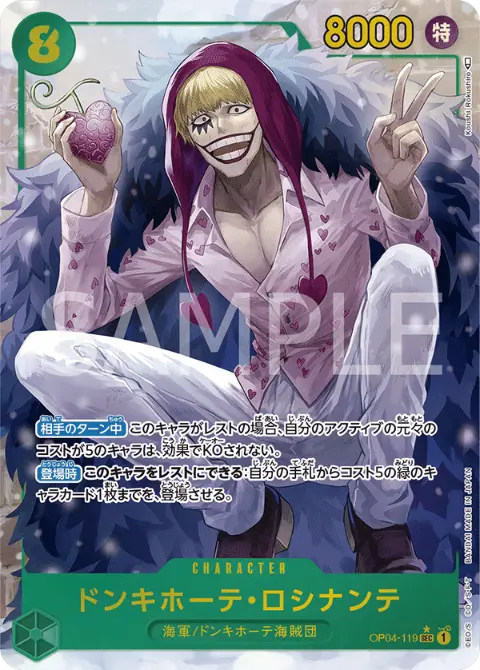 8
8000
特
Koushi Rokushiro
SAMPLE
相手のターン中 このキャラがレストの場合、自分のアクティブの元々の
コストが5のキャラは、効果でKOされない。
登場時 このキャラをレストにできる:自分の手札からコスト5の緑のキ
ャラカード1枚までを、登場させる。
CHARACTER
ドンキホーテ・ロシナンテ
海軍/ドンキホーテ海賊団
OP04-119 ★ SEC 1
BANDAI MADE IN JAPAN